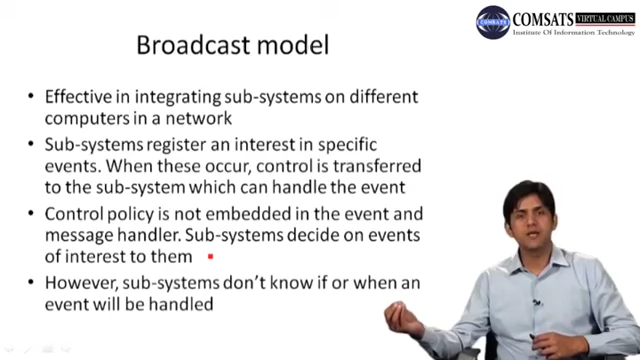 COMSATS
COMSATS VIRTUAL CAMPUS
Institute Of Information Technology
Broadcast model
• Effective in integrating sub-systems on different
computers in a network
• Sub-systems register an interest in specific
events. When these occur, control is transferred
to the sub-system which can handle the event
• Control policy is not embedded in the event and
message handler. Sub-systems decide on events
of interest to them
• However, sub-systems don't know if or when an
event will be handled